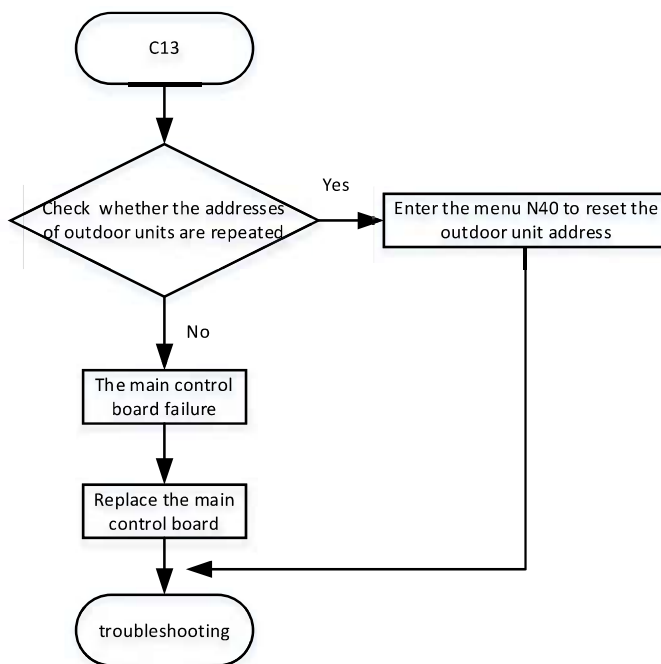 C13
Check whether the addresses
of outdoor units are repeated
Yes
Enter the menu N40 to reset the
outdoor unit address
No
The main control
board failure
Replace the main
control board
troubleshooting